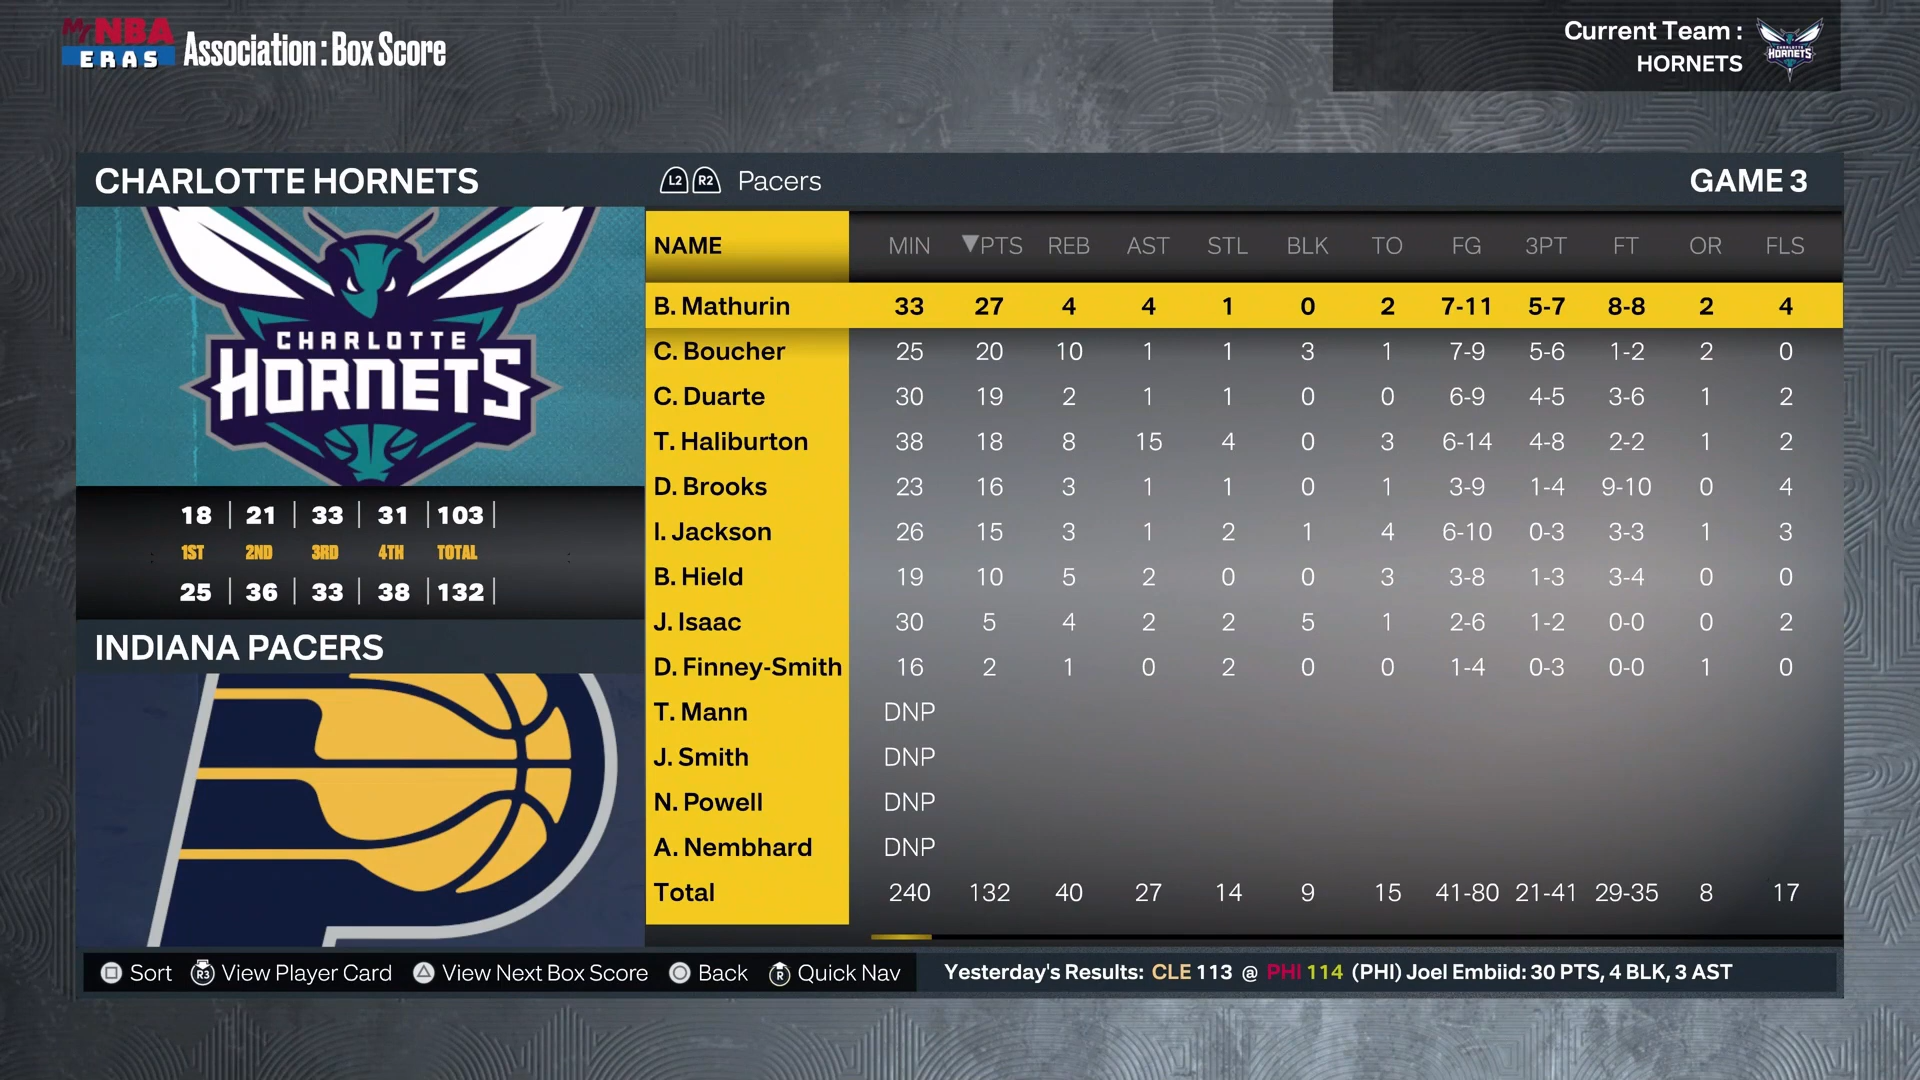 MyNBA ERAS Association : Box Score
Current Team :
HORNETS
CHARLOTTE HORNETS
CHARLOTTE
HORNETS
18 | 21 | 33 | 31 | 103 |
1ST 2ND 3RD 4TH TOTAL
25 | 36 | 33 | 38 | 132 |
INDIANA PACERS
L2 R2 Pacers GAME 3
NAME MIN ▼PTS REB AST STL BLK TO FG 3PT FT OR FLS
B. Mathurin 33 27 4 4 1 0 2 7-11 5-7 8-8 2 4
C. Boucher 25 20 10 1 1 3 1 7-9 5-6 1-2 2 0
C. Duarte 30 19 2 1 1 0 0 6-9 4-5 3-6 1 2
T. Haliburton 38 18 8 15 4 0 3 6-14 4-8 2-2 1 2
D. Brooks 23 16 3 1 1 0 1 3-9 1-4 9-10 0 4
I. Jackson 26 15 3 1 2 1 4 6-10 0-3 3-3 1 3
B. Hield 19 10 5 2 0 0 3 3-8 1-3 3-4 0 0
J. Isaac 30 5 4 2 2 5 1 2-6 1-2 0-0 0 2
D. Finney-Smith 16 2 1 0 2 0 0 1-4 0-3 0-0 1 0
T. Mann DNP
J. Smith DNP
N. Powell DNP
A. Nembhard DNP
Total 240 132 40 27 14 9 15 41-80 21-41 29-35 8 17
Sort R3 View Player Card View Next Box Score Back R Quick Nav
Yesterday's Results: CLE 113 @ PHI 114 (PHI) Joel Embiid: 30 PTS, 4 BLK, 3 AST